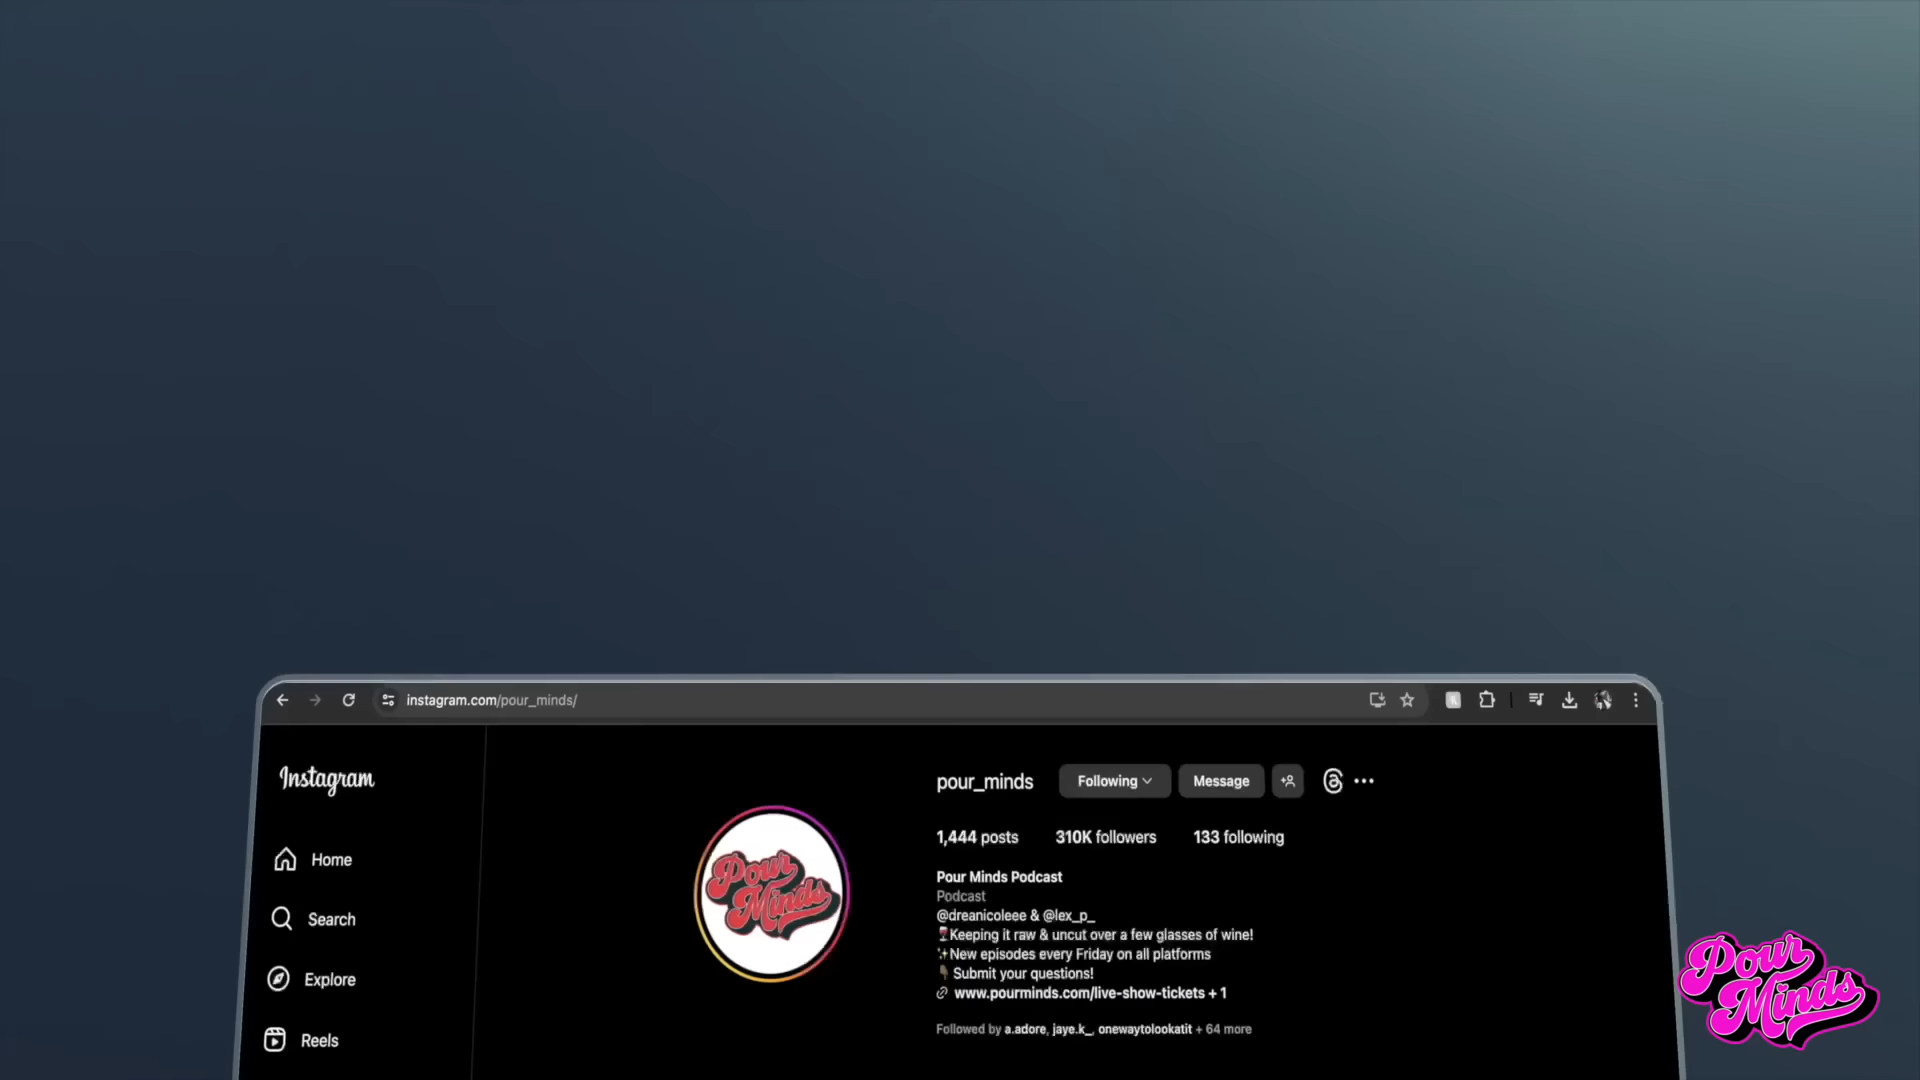 instagram.com/pour_minds/
Instagram
Home
Search
Explore
Reels
Pour
Minds
pour_minds
Following
Message
1,444 posts
310K followers
133 following
Pour Minds Podcast
Podcast
@dreanicoleee & @lex_p_
🍷Keeping it raw & uncut over a few glasses of wine!
✨New episodes every Friday on all platforms
👇🏾 Submit your questions!
www.pourminds.com/live-show-tickets + 1
Followed by a.adore, jaye.k_, onewaytolookatit + 64 more
Pour
Minds